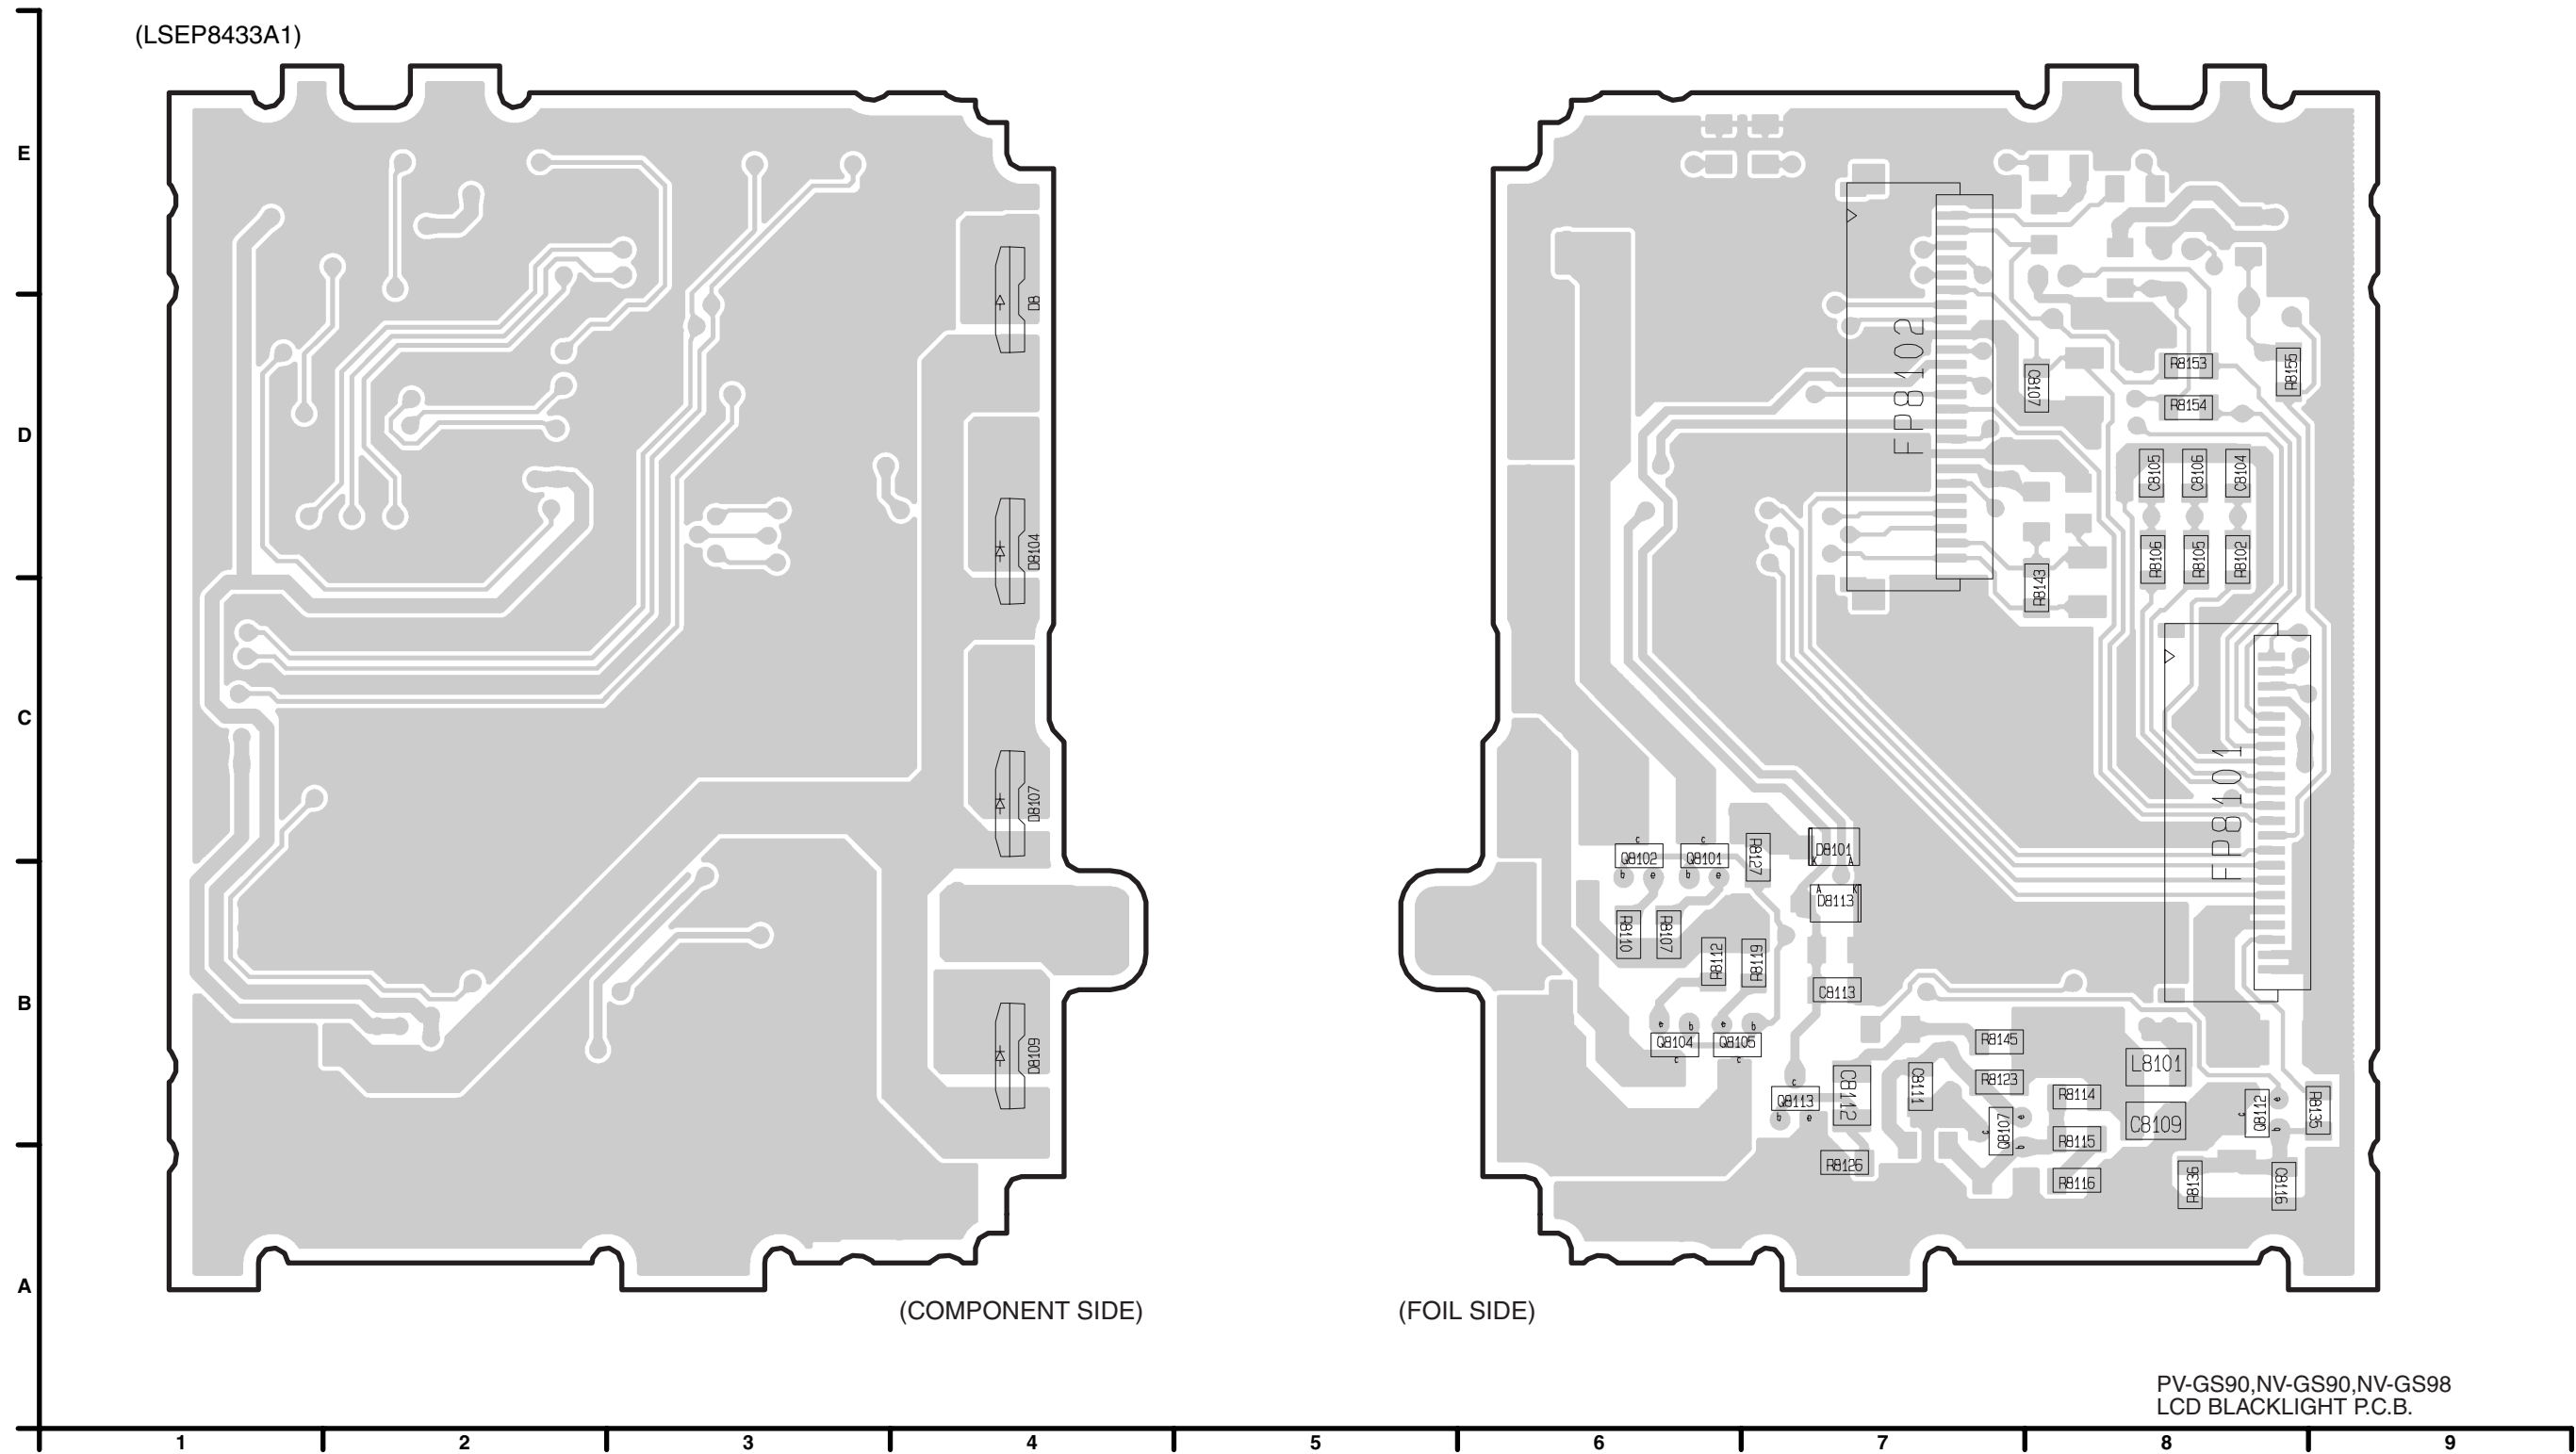 (LSEP8433A1)
E
D
C
B
A
D8
D8104
D8107
D8109
FP8102
C8107
R8153
R8155
R8154
C8105
C8106
C8104
R8106
R8105
R8102
R8143
FP8101
c
c
Q8102
Q8101
R8127
D8101
K A
b e
b e
A K
D8113
R8110
R8107
R8112
R8119
C8113
e b
e b
Q8104
Q8105
c
c
R8145
L8101
c
Q8113
b e
C8112
C8111
R8123
R8114
c
Q8107
e
b
C8109
c
Q8112
e
b
R8135
R8115
R8126
R8116
R8136
C8116
(COMPONENT SIDE)
(FOIL SIDE)
PV-GS90,NV-GS90,NV-GS98
LCD BLACKLIGHT P.C.B.
1 2 3 4 5 6 7 8 9